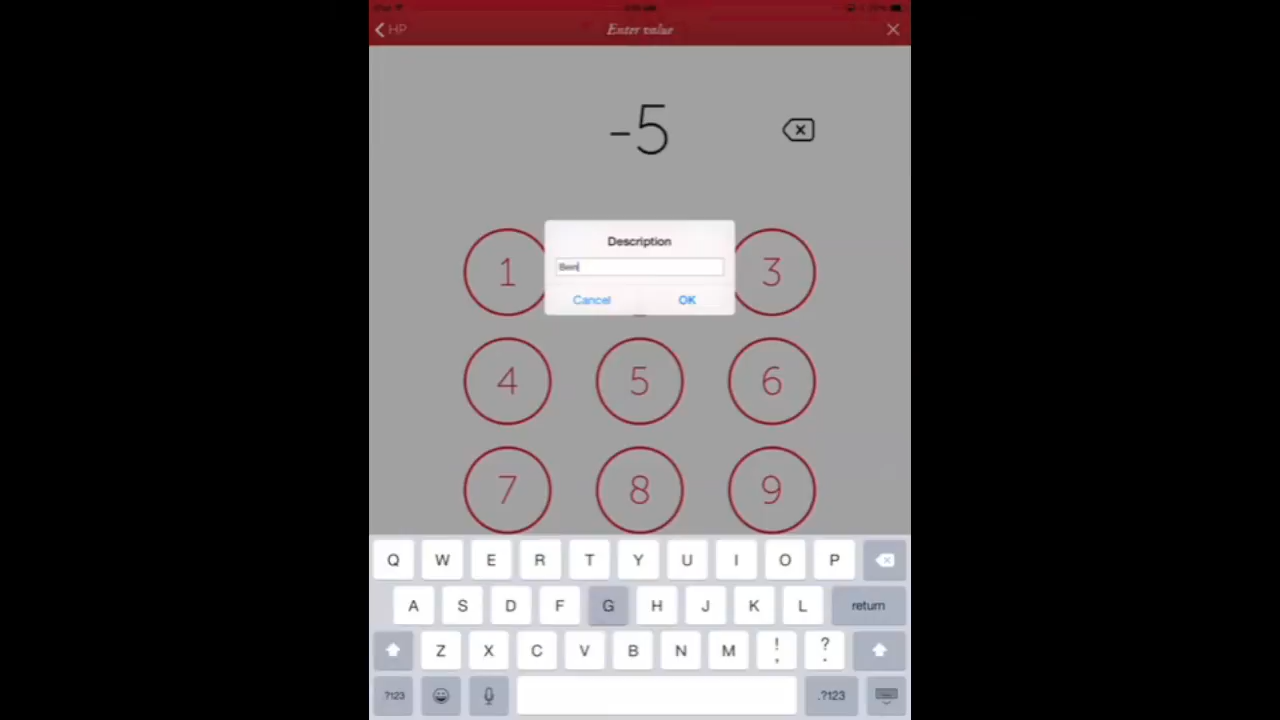 HP
Enter value
-5
Description
Cancel OK
1 3
4 5 6
7 8 9
Q W E R T Y U I O P
A S D F G H J K L return
Z X C V B N M ! , ? .
.?123 .?123